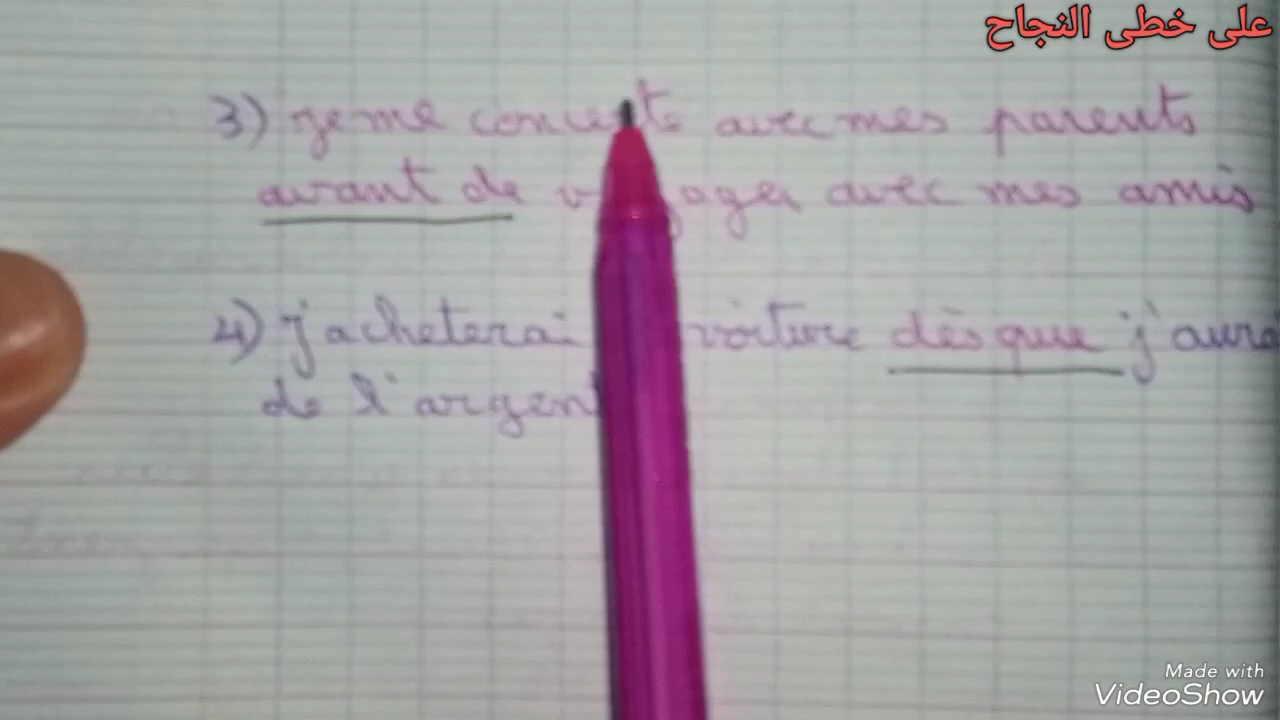 على خطى النجاح
3) je me concerte avec mes parents
avant de voyager avec mes amis
4) j'achèterai voiture dès que j'aurai
de l'argent
Made with
VideoShow